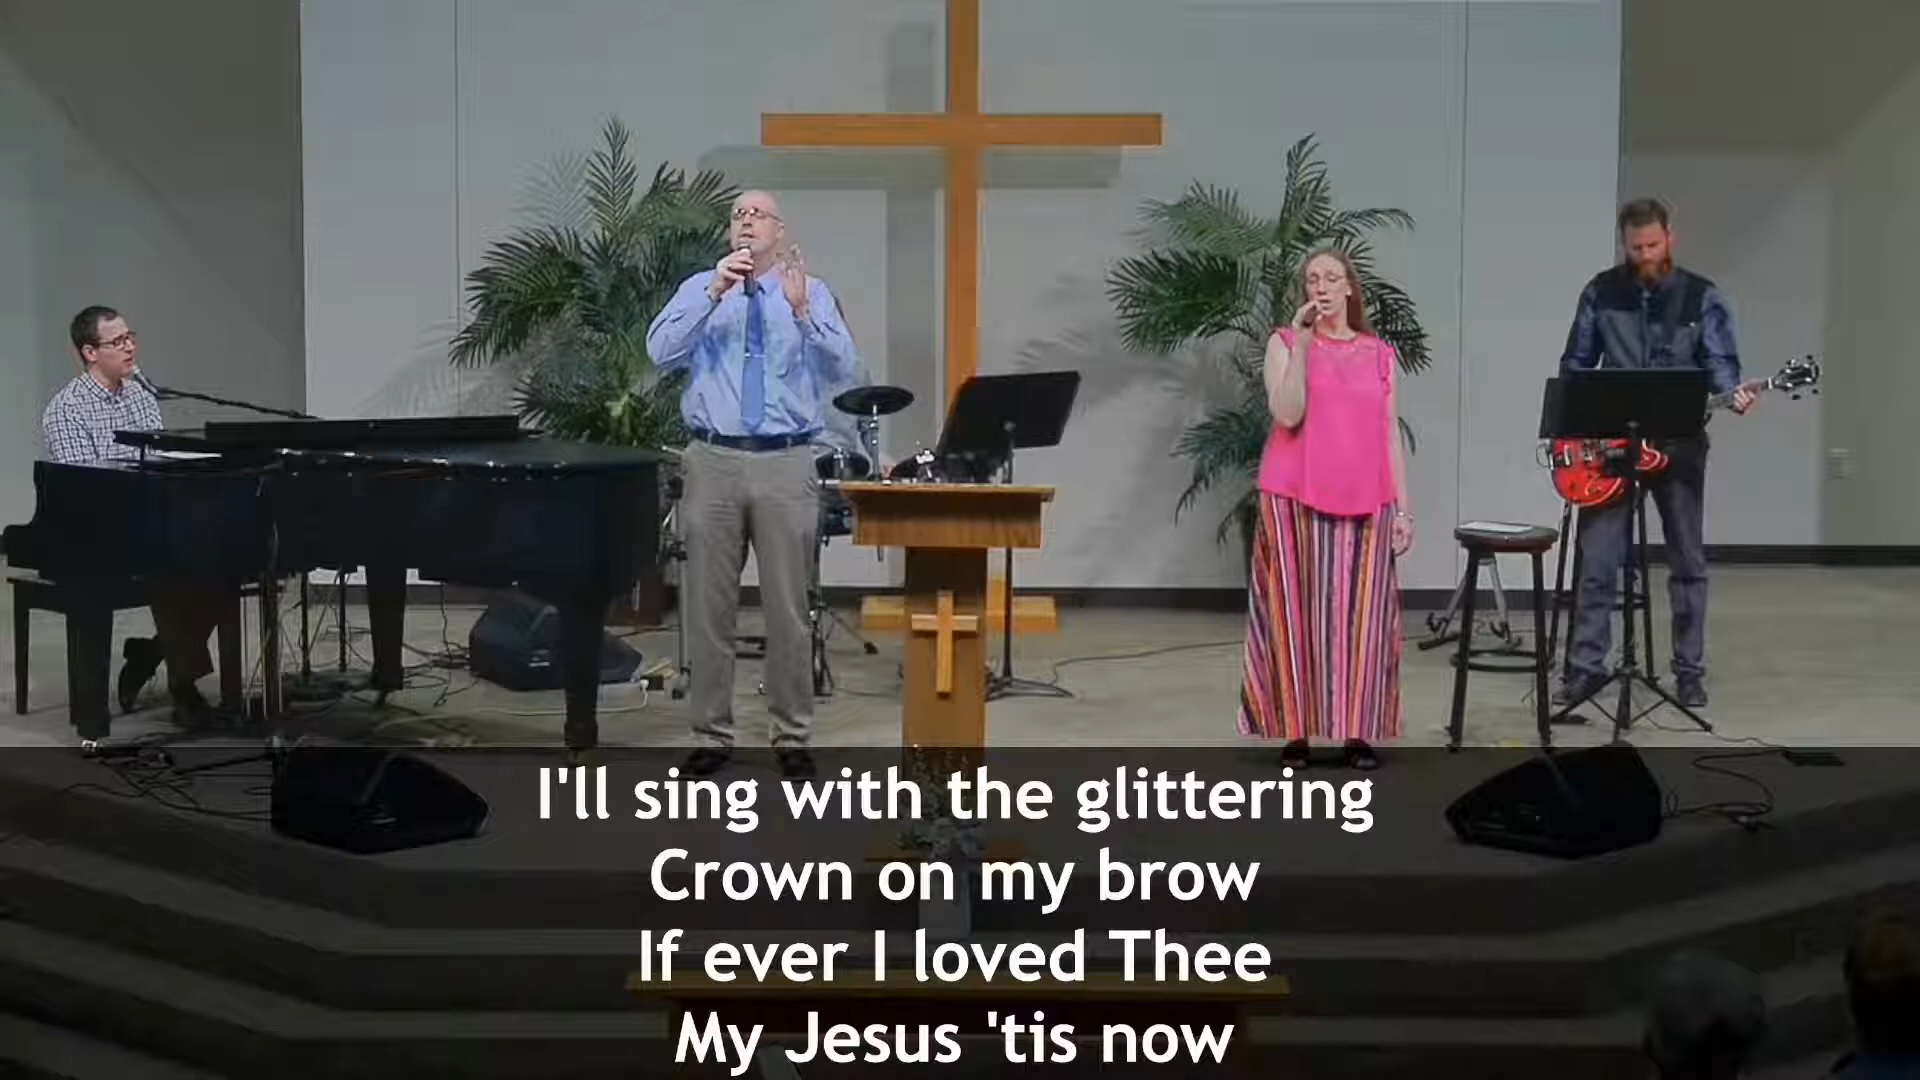 I'll sing with the glittering
Crown on my brow
If ever I loved Thee
My Jesus 'tis now